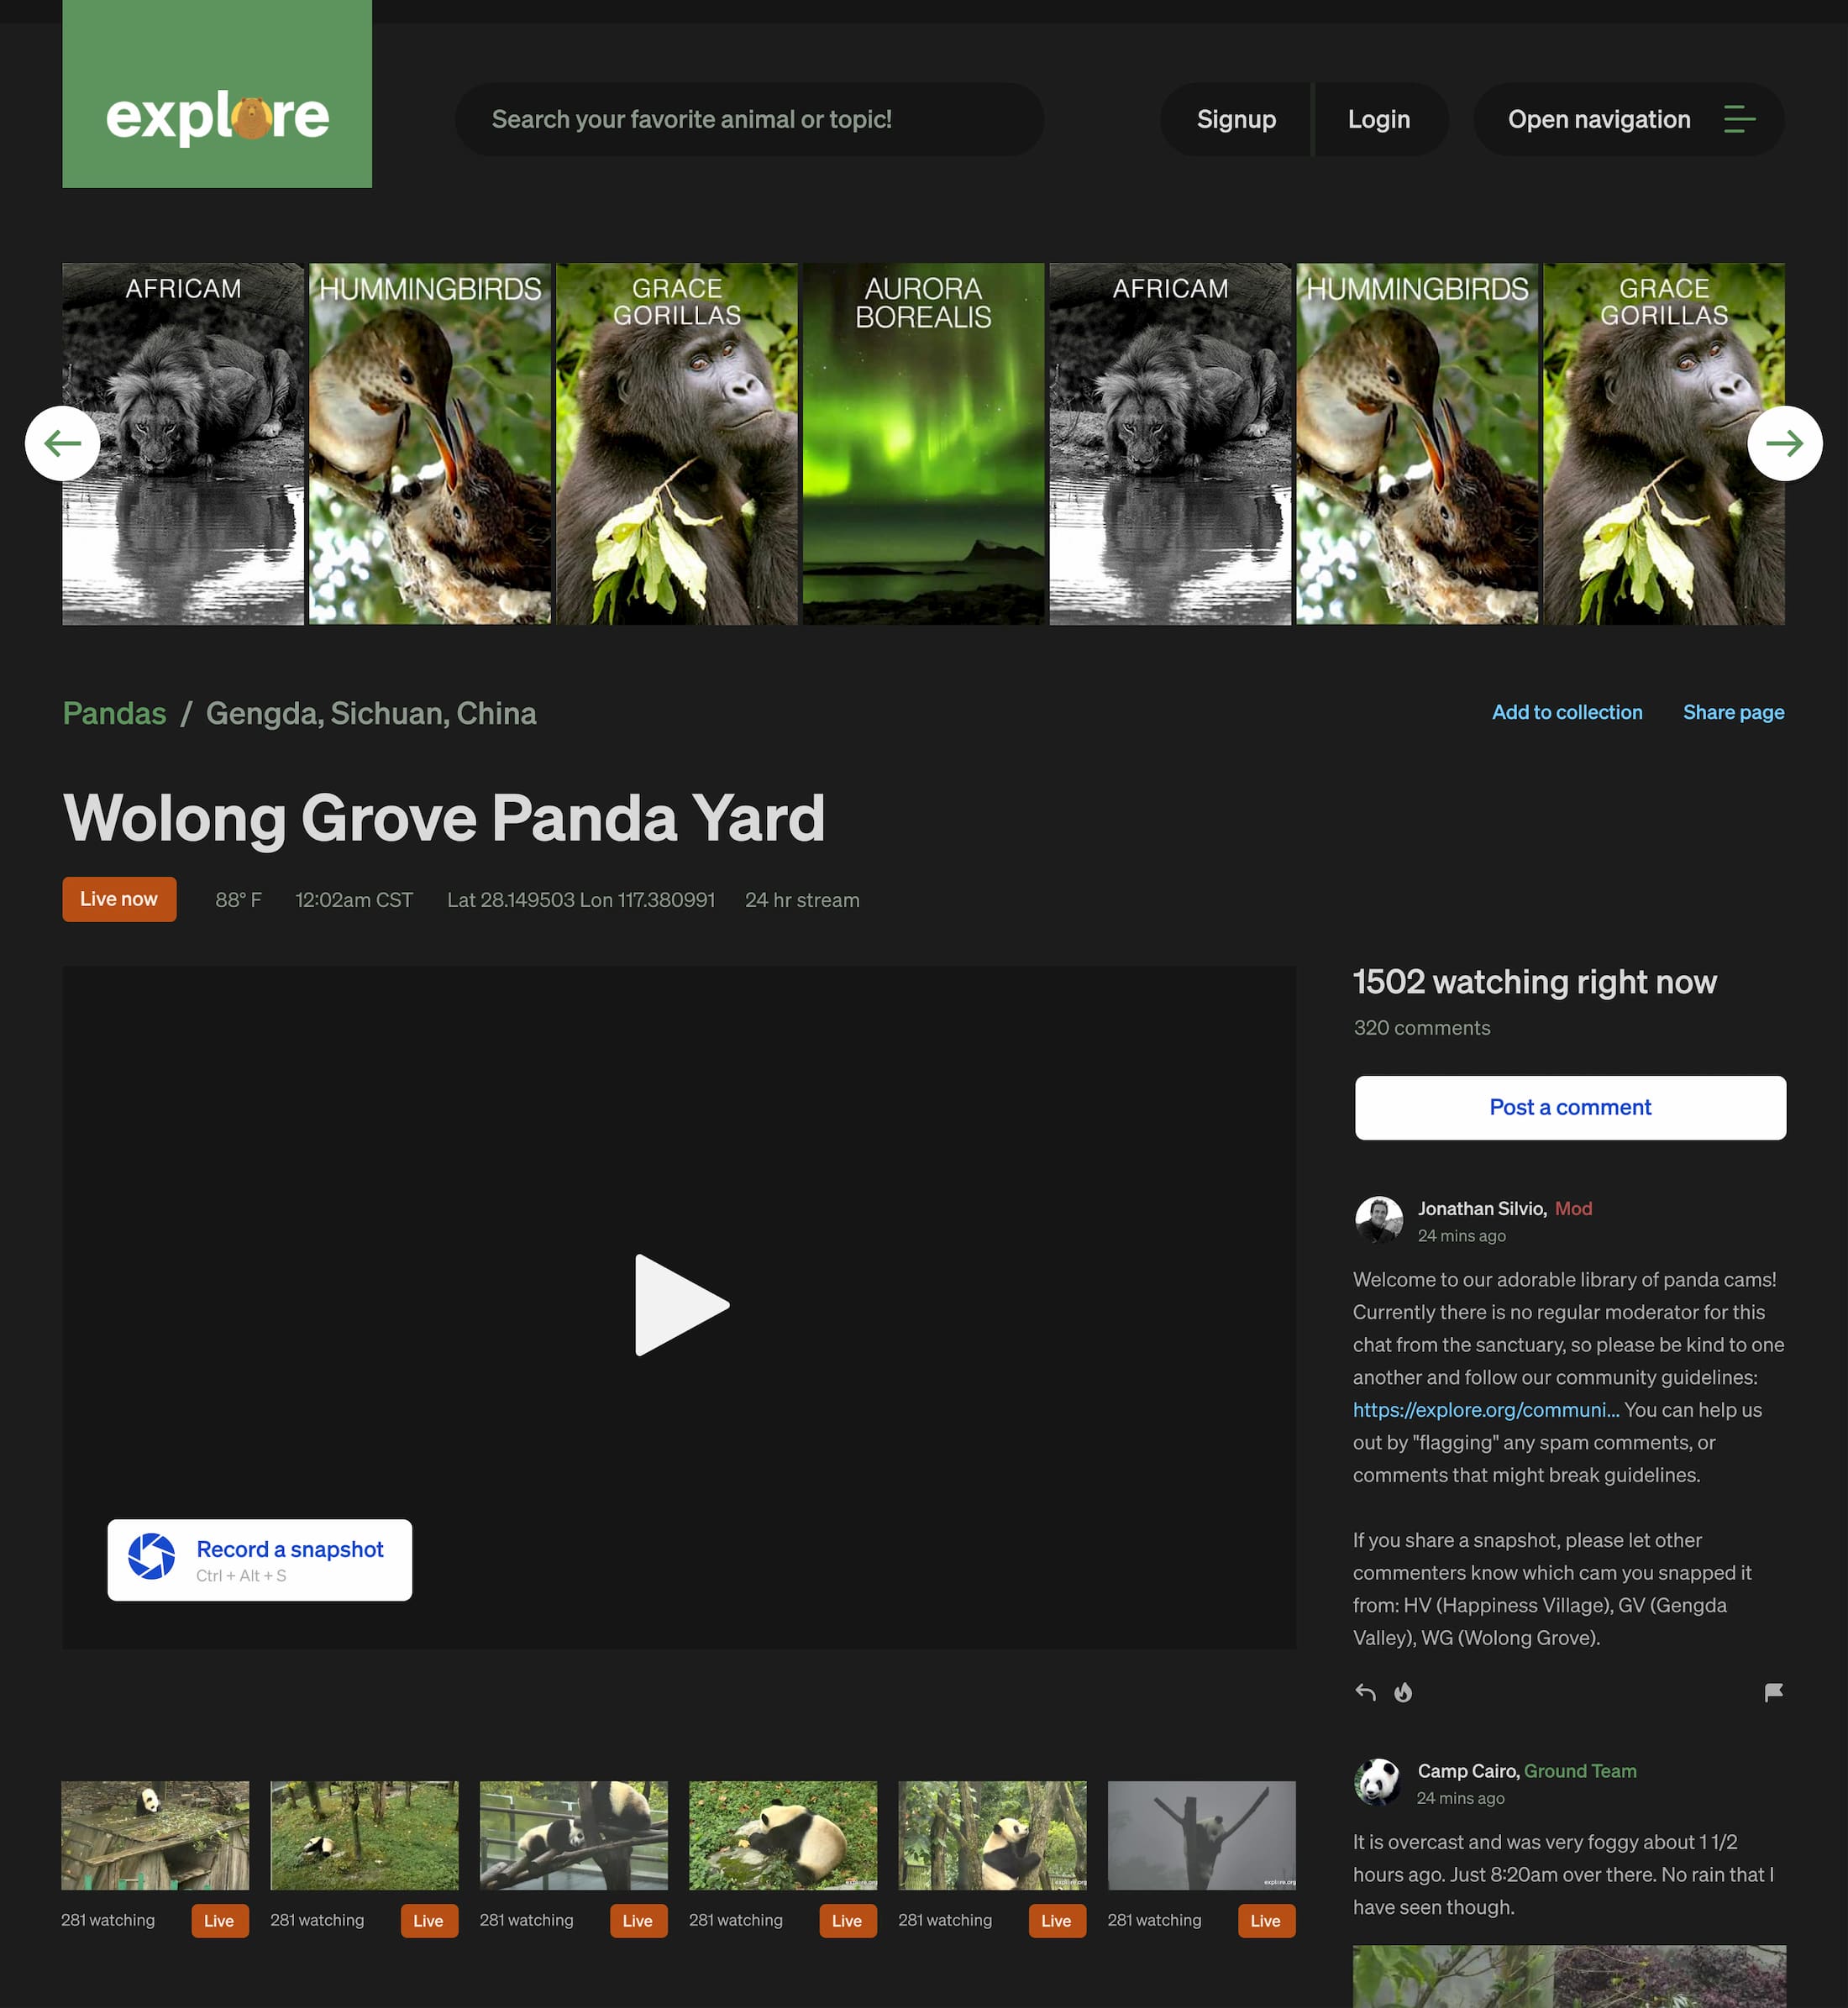 explore
Search your favorite animal or topic!
Signup
Login
Open navigation
AFRICAM
HUMMINGBIRDS
GRACE
GORILLAS
AURORA
BOREALIS
AFRICAM
HUMMINGBIRDS
GRACE
GORILLAS
Pandas / Gengda, Sichuan, China
Add to collection
Share page
Wolong Grove Panda Yard
Live now
88° F
12:02am CST
Lat 28.149503 Lon 117.380991
24 hr stream
1502 watching right now
320 comments
Post a comment
Jonathan Silvio, Mod
24 mins ago
Welcome to our adorable library of panda cams!
Currently there is no regular moderator for this
chat from the sanctuary, so please be kind to one
another and follow our community guidelines:
https://explore.org/communi... You can help us
out by "flagging" any spam comments, or
comments that might break guidelines.
If you share a snapshot, please let other
commenters know which cam you snapped it
from: HV (Happiness Village), GV (Gengda
Valley), WG (Wolong Grove).
Record a snapshot
Ctrl + Alt + S
Camp Cairo, Ground Team
24 mins ago
It is overcast and was very foggy about 1 1/2
hours ago. Just 8:20am over there. No rain that I
have seen though.
explore.org
explore.org
explore.org
281 watching
Live
281 watching
Live
281 watching
Live
281 watching
Live
281 watching
Live
281 watching
Live